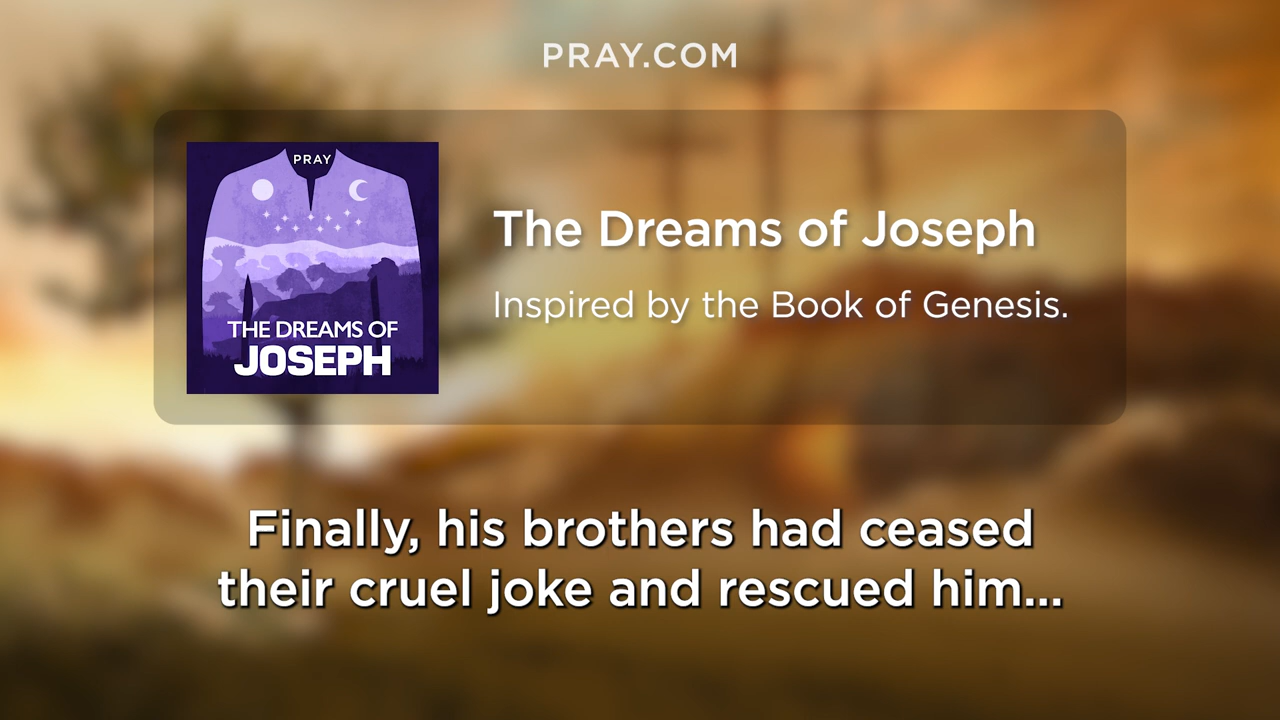 PRAY.COM
PRAY
THE DREAMS OF
JOSEPH
The Dreams of Joseph
Inspired by the Book of Genesis.
Finally, his brothers had ceased
their cruel joke and rescued him...